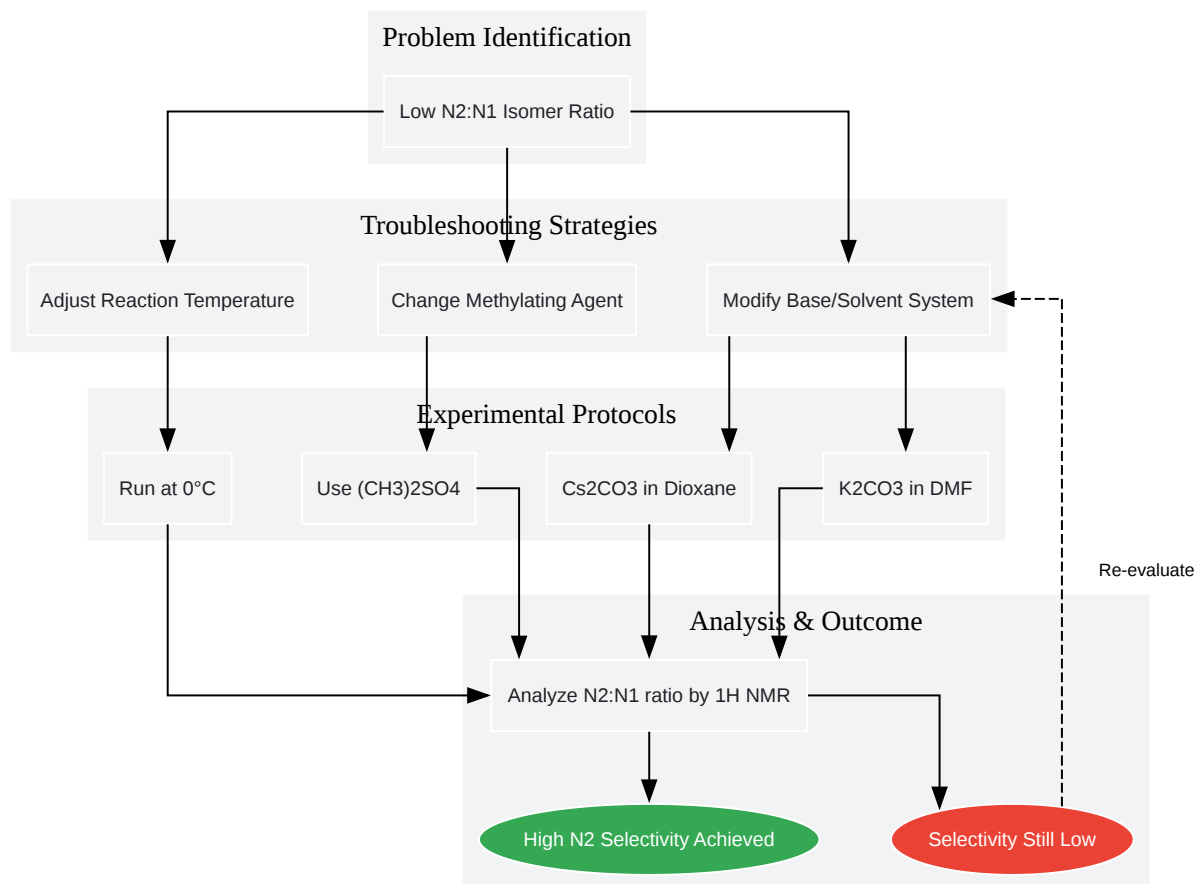 Problem Identification
Low N2:N1 Isomer Ratio
Troubleshooting Strategies
Adjust Reaction Temperature
Change Methylating Agent
Modify Base/Solvent System
Experimental Protocols
Run at 0°C
Use (CH3)2SO4
Cs2CO3 in Dioxane
K2CO3 in DMF
Re-evaluate
Analysis & Outcome
Analyze N2:N1 ratio by 1H NMR
High N2 Selectivity Achieved
Selectivity Still Low